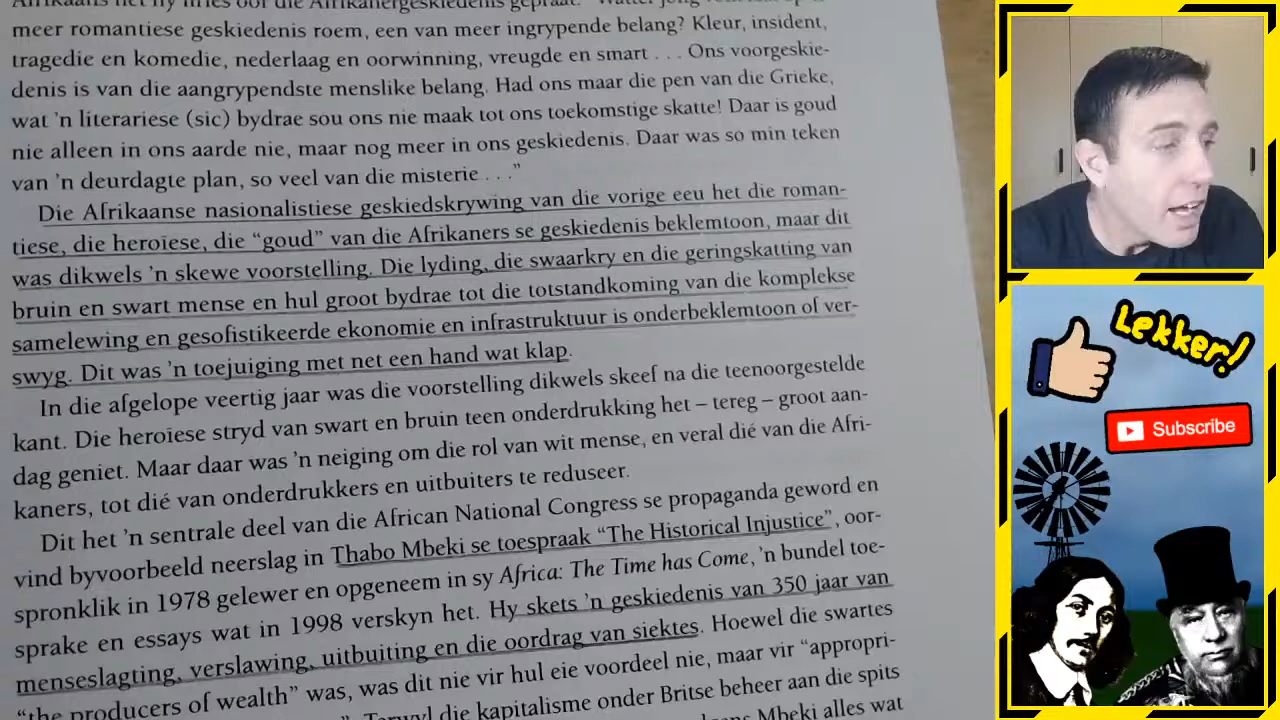 Afrikaans het hy iries oor die Afrikanergeskiedenis gepraat:
meer romantiese geskiedenis roem, een van meer ingrypende belang? Kleur, insident,
tragedie en komedie, nederlaag en oorwinning, vreugde en smart . . . Ons voorgeskie-
denis is van die aangrypendste menslike belang. Had ons maar die pen van die Grieke,
wat 'n literariese (sic) bydrae sou ons nie maak tot ons toekomstige skatte! Daar is goud
nie alleen in ons aarde nie, maar nog meer in ons geskiedenis. Daar was so min teken
van 'n deurdagte plan, so veel van die misterie . . ."
Die Afrikaanse nasionalistiese geskiedskrywing van die vorige eeu het die roman-
tiese, die heroïese, die "goud" van die Afrikaners se geskiedenis beklemtoon, maar dit
was dikwels 'n skewe voorstelling. Die lyding, die swaarkry en die geringskatting van
bruin en swart mense en hul groot bydrae tot die totstandkoming van die komplekse
samelewing en gesofistikeerde ekonomie en infrastruktuur is onderbeklemtoon of ver-
swyg. Dit was 'n toejuiging met net een hand wat klap.
In die afgelope veertig jaar was die voorstelling dikwels skeef na die teenoorgestelde
kant. Die heroïese stryd van swart en bruin teen onderdrukking het – tereg – groot aan-
dag geniet. Maar daar was 'n neiging om die rol van wit mense, en veral dié van die Afri-
kaners, tot dié van onderdrukkers en uitbuiters te reduseer.
Dit het 'n sentrale deel van die African National Congress se propaganda geword en
vind byvoorbeeld neerslag in Thabo Mbeki se toespraak "The Historical Injustice", oor-
spronklik in 1978 gelewer en opgeneem in sy Africa: The Time has Come, 'n bundel toe-
sprake en essays wat in 1998 verskyn het. Hy skets 'n geskiedenis van 350 jaar van
menseslagting, verslawing, uitbuiting en die oordrag van siektes. Hoewel die swartes
"the producers of wealth" was, was dit nie vir hul eie voordeel nie, maar vir "appropri-
Terwyl die kapitalisme onder Britse beheer aan die spits
Mbeki alles wat
Lekker!
Subscribe